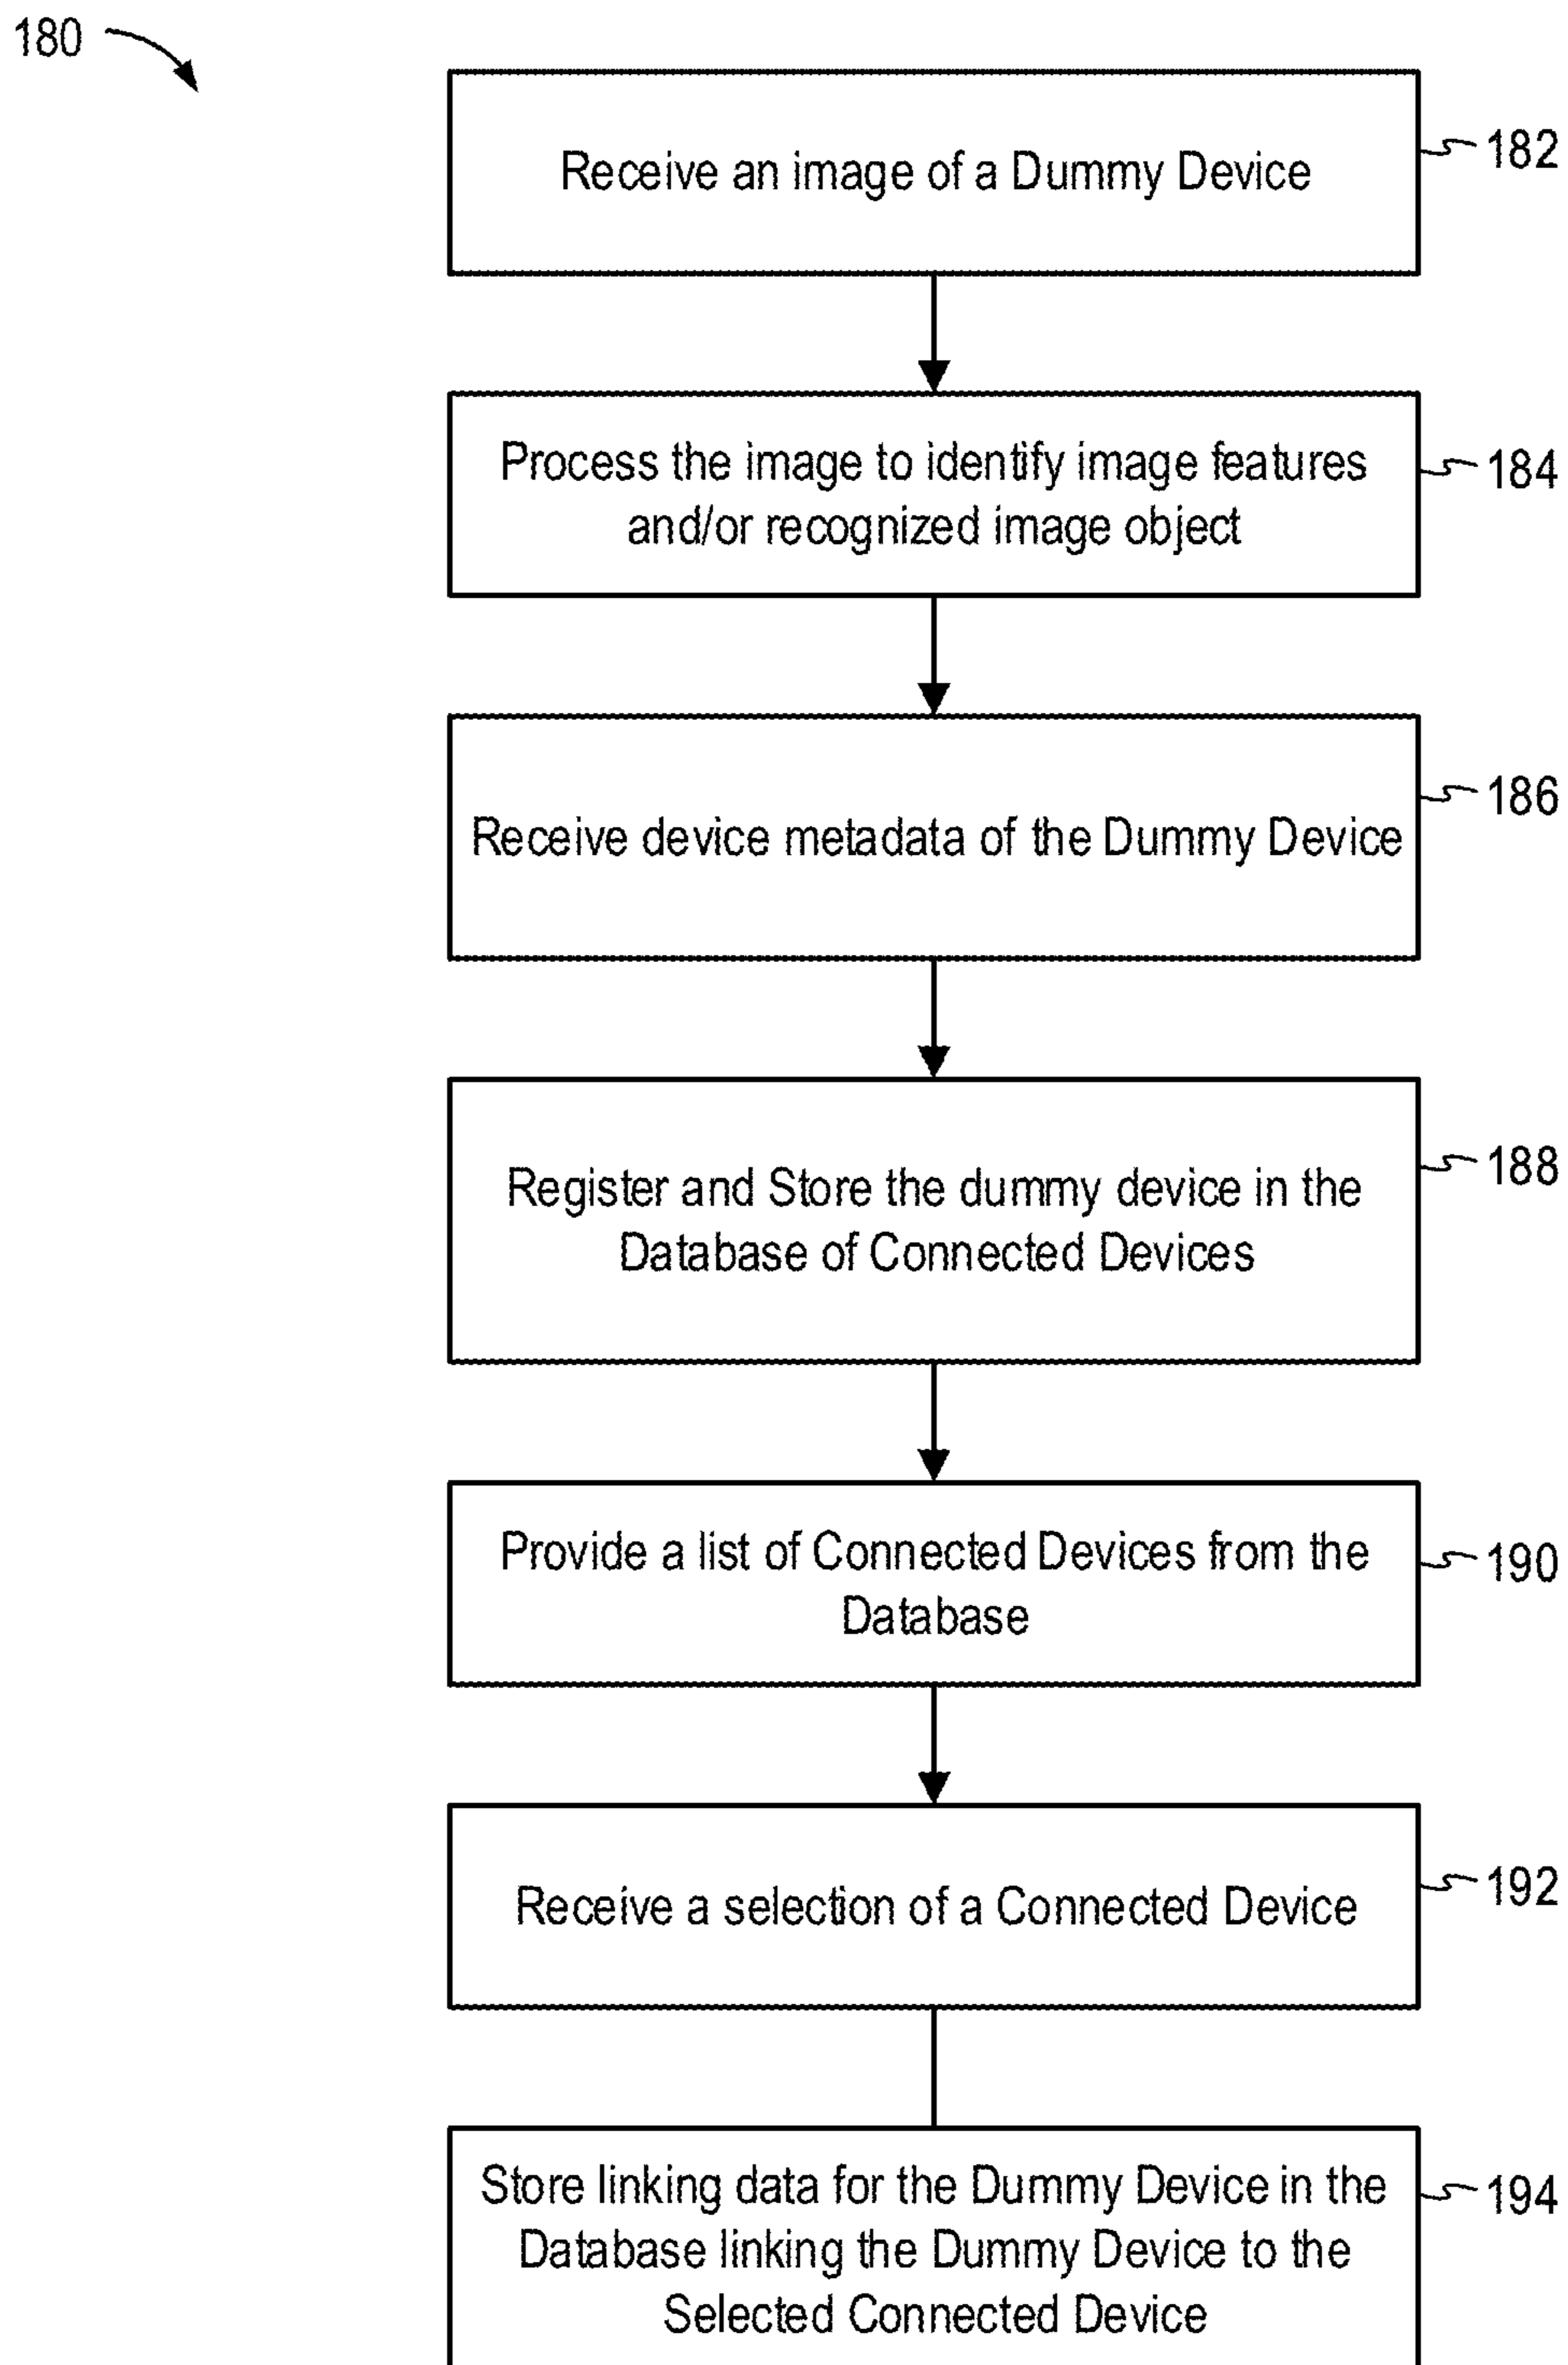 180
Receive an image of a Dummy Device
182
Process the image to identify image features
and/or recognized image object
184
Receive device metadata of the Dummy Device
186
Register and Store the dummy device in the
Database of Connected Devices
188
Provide a list of Connected Devices from the
Database
190
Receive a selection of a Connected Device
192
Store linking data for the Dummy Device in the
Database linking the Dummy Device to the
Selected Connected Device
194